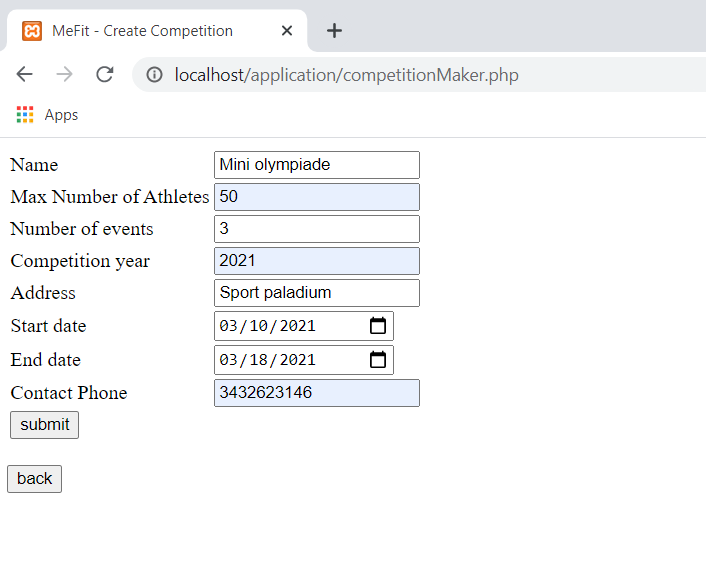 MeFit - Create Competition
localhost/application/competitionMaker.php
Apps
Name Mini olympiade
Max Number of Athletes 50
Number of events 3
Competition year 2021
Address Sport paladium
Start date 03/10/2021
End date 03/18/2021
Contact Phone 3432623146
submit
back